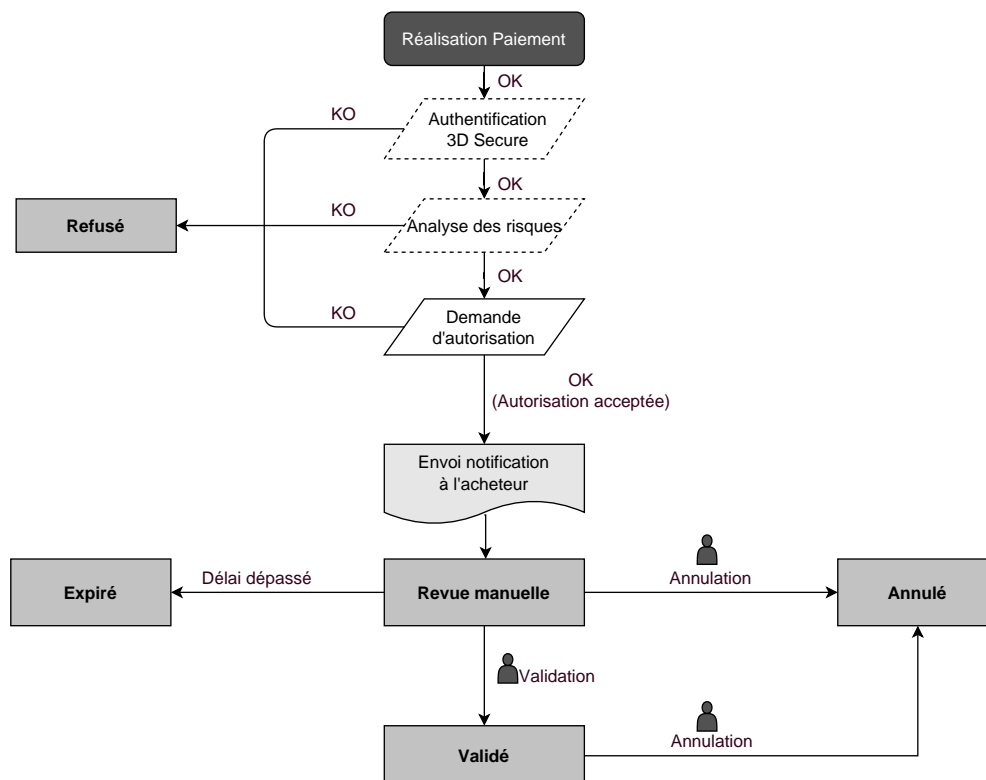 Réalisation Paiement
OK
KO
Authentification
3D Secure
OK
Refusé
KO
Analyse des risques
OK
KO
Demande
d'autorisation
OK
(Autorisation acceptée)
Envoi notification
à l'acheteur
Expiré
Délai dépassé
Revue manuelle
Annulation
Annulé
Validation
Validé
Annulation